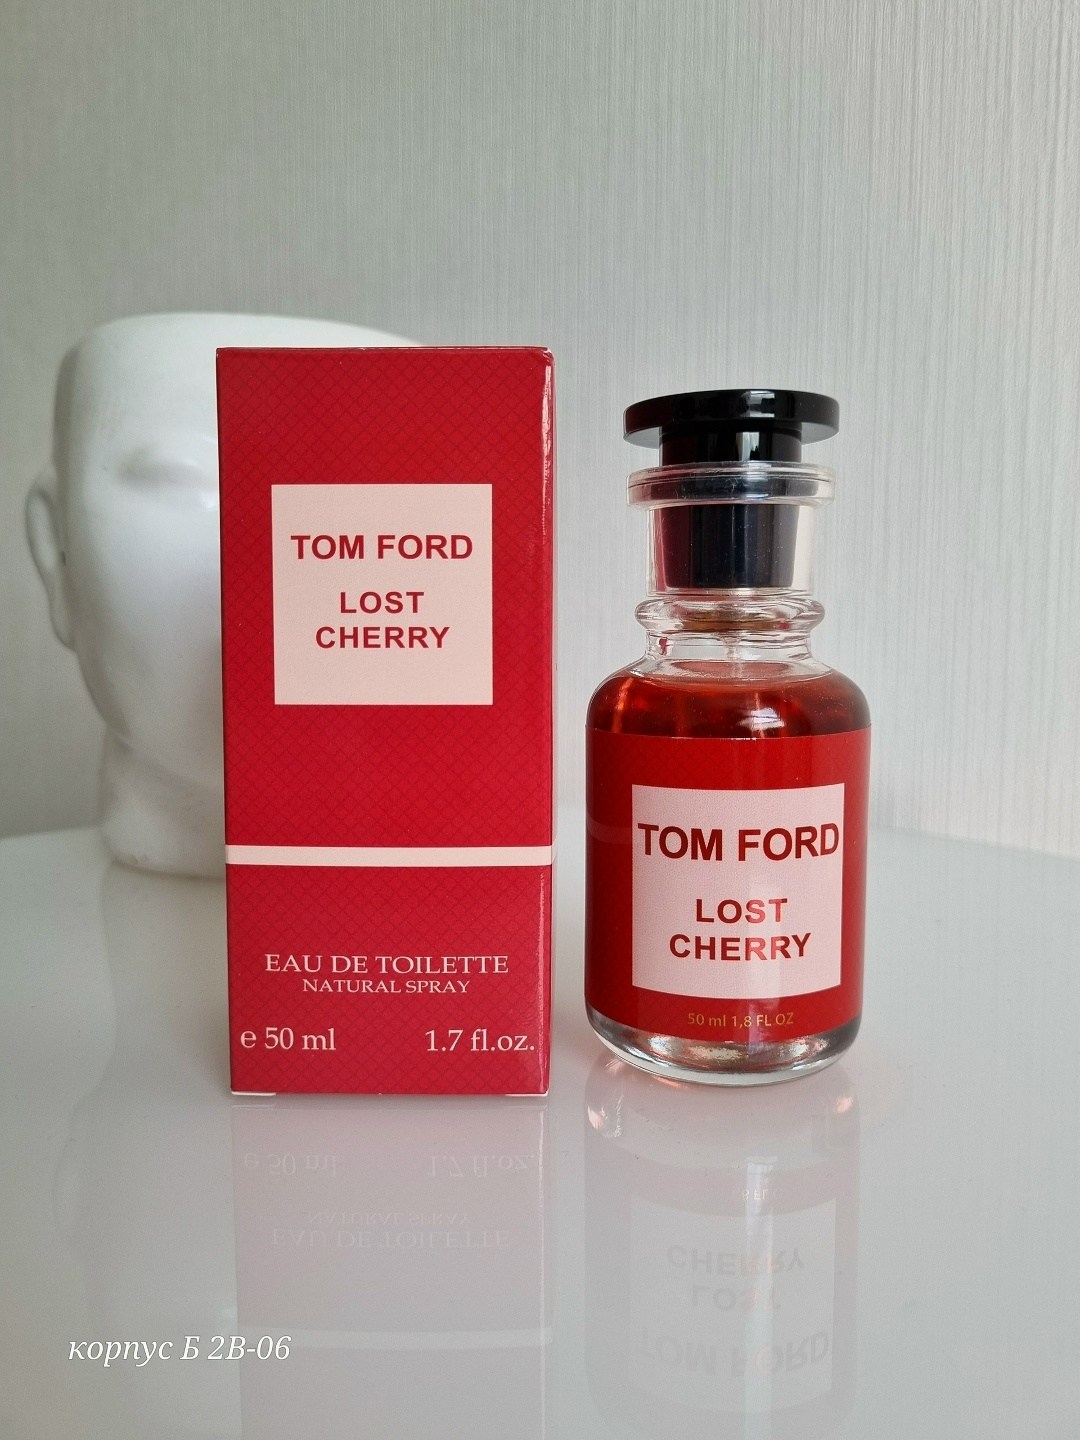 TOM FORD
LOST
CHERRY
EAU DE TOILETTE
NATURAL SPRAY
e 50 ml 1.7 fl.oz.
TOM FORD
LOST
CHERRY
50 ml 1,8 FL OZ
корпус Б 2В-06